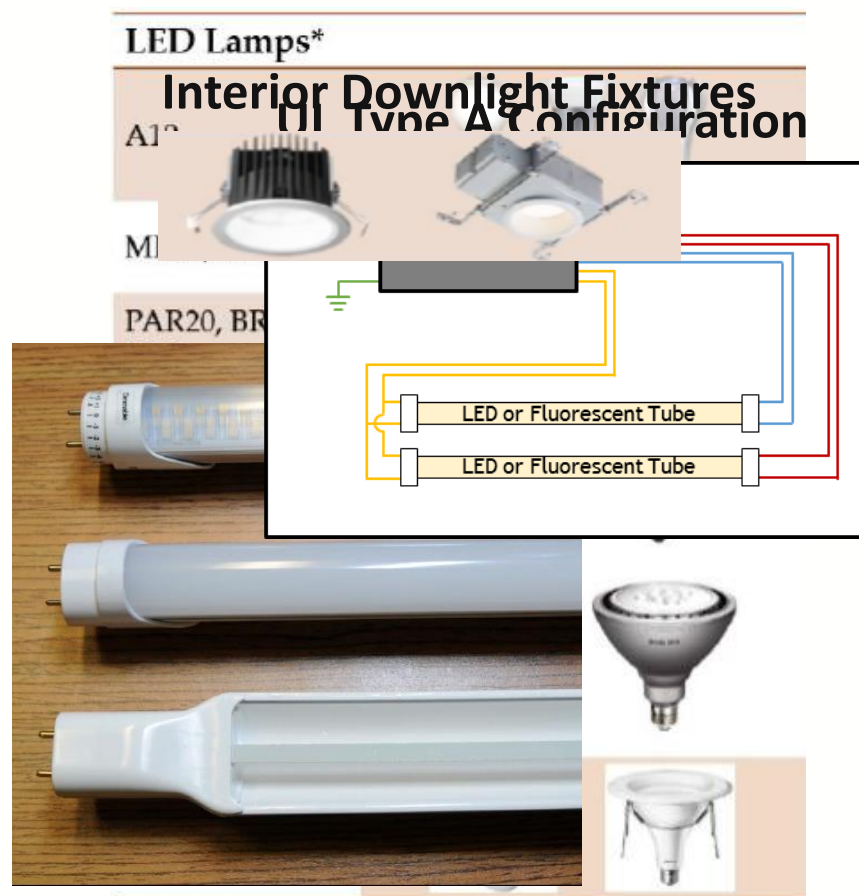 LED Lamps*
Interior Downlight Fixtures
UL Type A Configuration
PAR20, BR
LED or Fluorescent Tube
LED or Fluorescent Tube